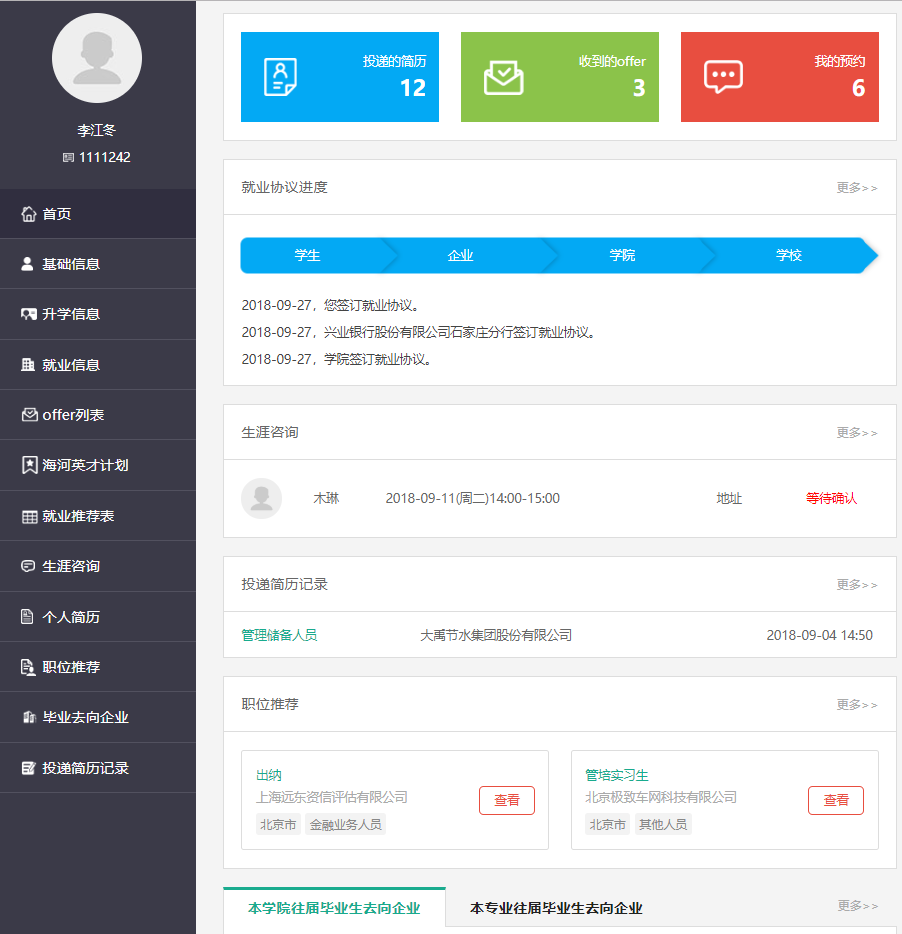 李江冬
1111242
首页
基础信息
升学信息
就业信息
offer列表
海河英才计划
就业推荐表
生涯咨询
个人简历
职位推荐
毕业去向企业
投递简历记录
投递的简历
12
收到的offer
3
我的预约
6
就业协议进度 更多>>
学生 企业 学院 学校
2018-09-27，您签订就业协议。
2018-09-27，兴业银行股份有限公司石家庄分行签订就业协议。
2018-09-27，学院签订就业协议。
生涯咨询 更多>>
木琳 2018-09-11(周二)14:00-15:00 地址 等待确认
投递简历记录 更多>>
管理储备人员 大禹节水集团股份有限公司 2018-09-04 14:50
职位推荐 更多>>
出纳
上海远东资信评估有限公司
北京市 金融业务人员
查看
管培实习生
北京极致车网科技有限公司
北京市 其他人员
查看
本学院往届毕业生去向企业 本专业往届毕业生去向企业 更多>>